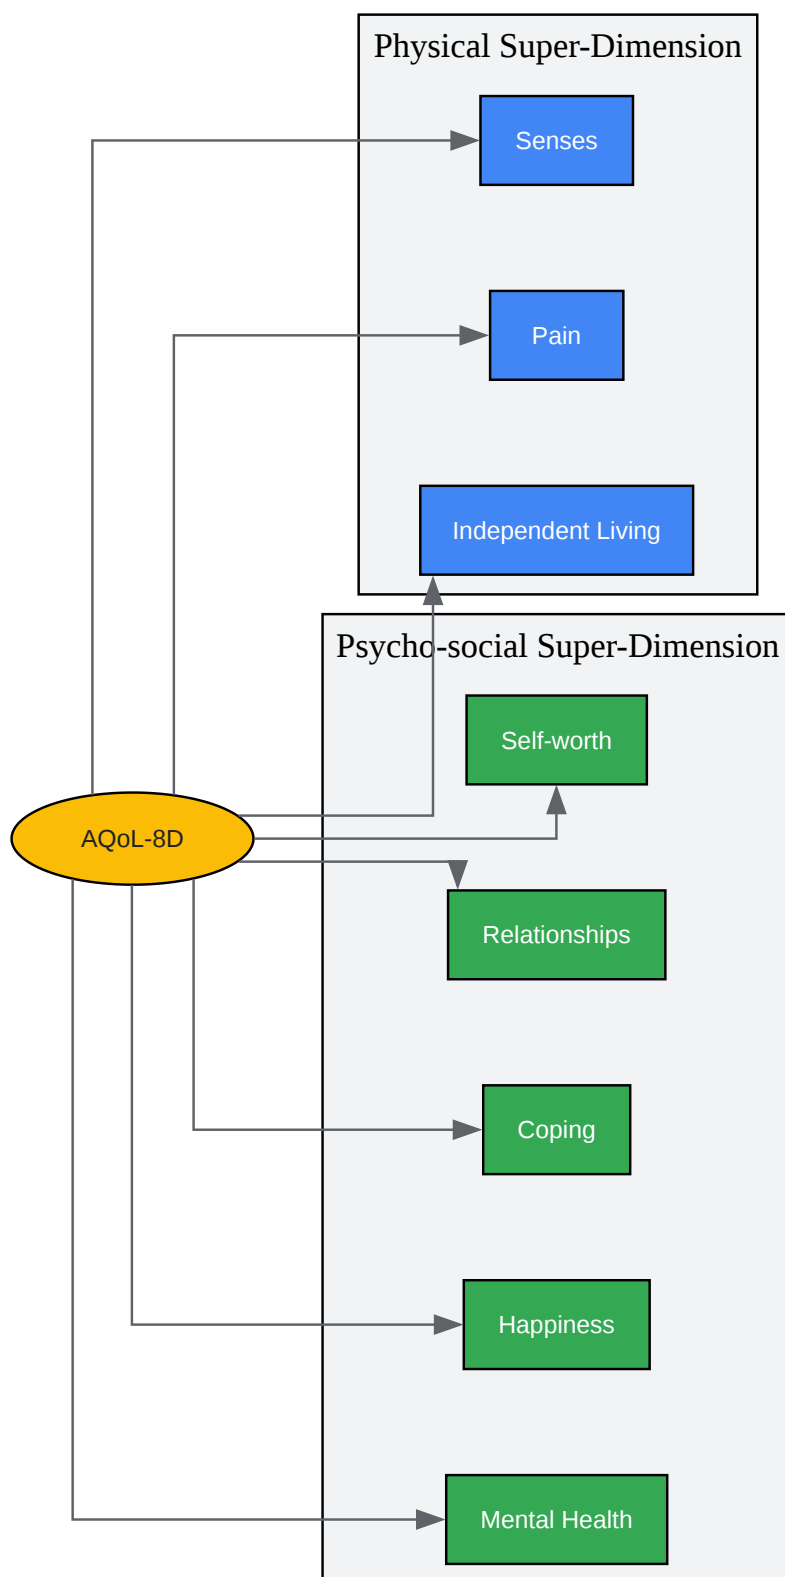 Physical Super-Dimension
Senses
Pain
Independent Living
Psycho-social Super-Dimension
Self-worth
AQoL-8D
Relationships
Coping
Happiness
Mental Health